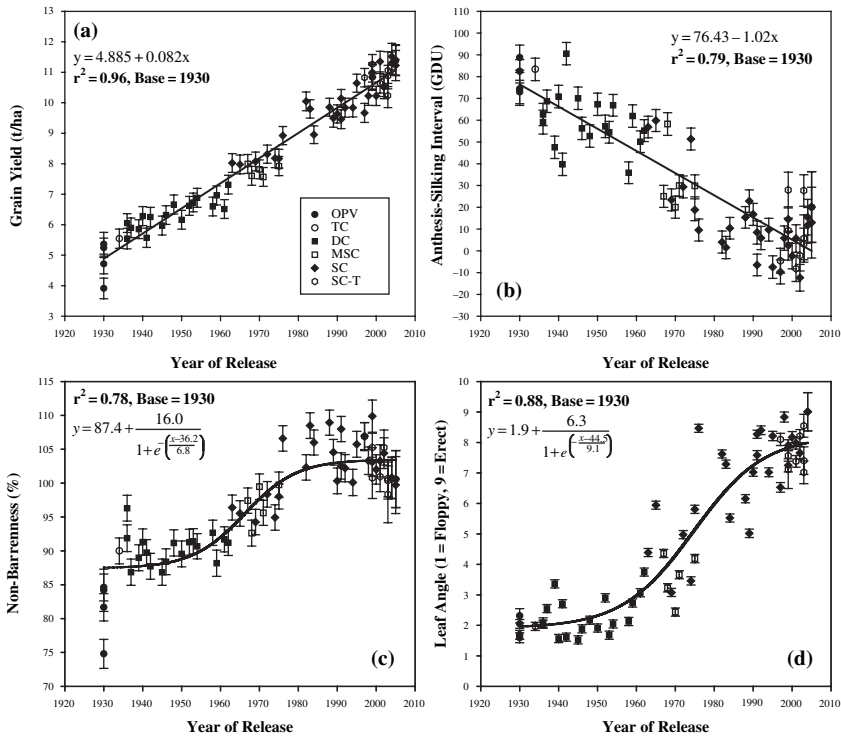 (a)
y = 4.885 + 0.082x
r² = 0.96, Base = 1930
Grain Yield (t/ha)
13
12
11
10
9
8
7
6
5
4
3
OPV
TC
DC
MSC
SC
SC-T
1920 1930 1940 1950 1960 1970 1980 1990 2000 2010
Year of Release
y = 76.43 – 1.02x
r² = 0.79, Base = 1930
Anthesis-Silking Interval (GDU)
110
100
90
80
70
60
50
40
30
20
10
0
–10
–20
–30
(b)
1920 1930 1940 1950 1960 1970 1980 1990 2000 2010
Year of Release
r² = 0.78, Base = 1930
y = 87.4 + 16.0 / 1 + e^–((x–36.2)/6.8)
Non-Barrenness (%)
115
110
105
100
95
90
85
80
75
70
(c)
1920 1930 1940 1950 1960 1970 1980 1990 2000 2010
Year of Release
r² = 0.88, Base = 1930
y = 1.9 + 6.3 / 1 + e^(–(x–44.5)/9.1)
Leaf Angle (1 = Floppy, 9 = Erect)
10
9
8
7
6
5
4
3
2
1
0
(d)
1920 1930 1940 1950 1960 1970 1980 1990 2000 2010
Year of Release